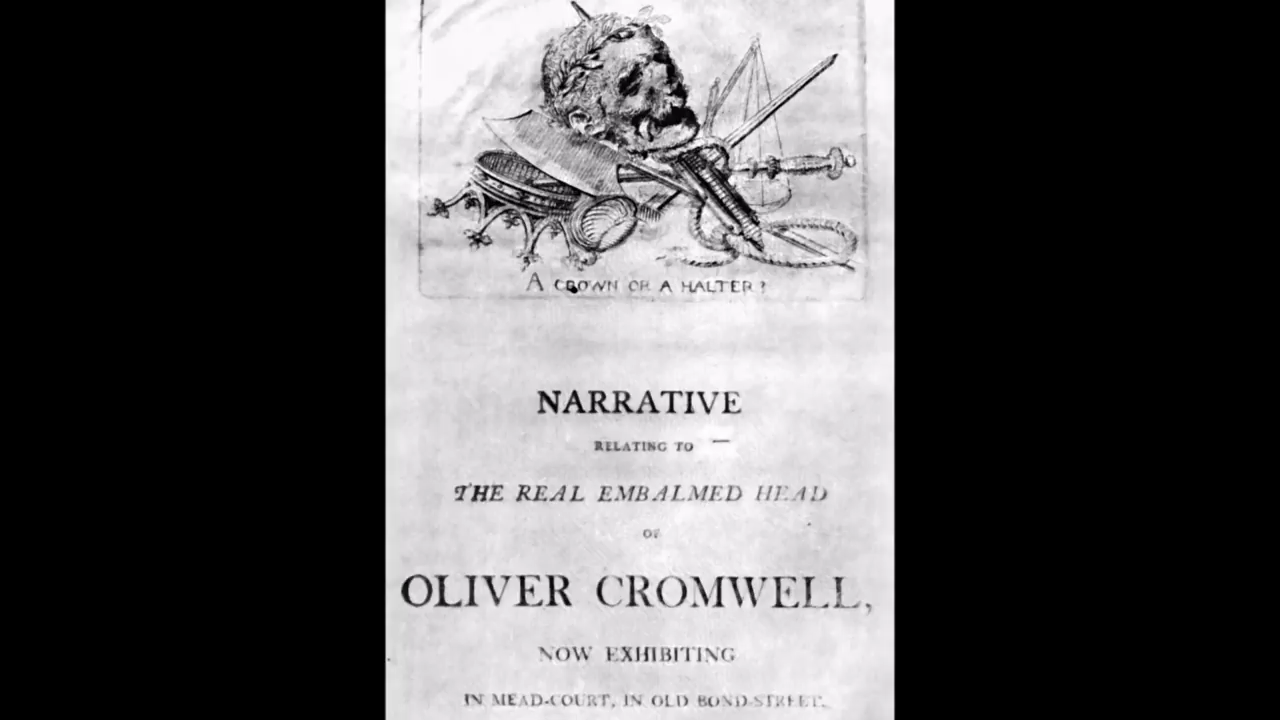 A CROWN OR A HALTER?
NARRATIVE
RELATING TO
THE REAL EMBALMED HEAD
OF
OLIVER CROMWELL,
NOW EXHIBITING
IN MEAD-COURT, IN OLD BOND-STREET.